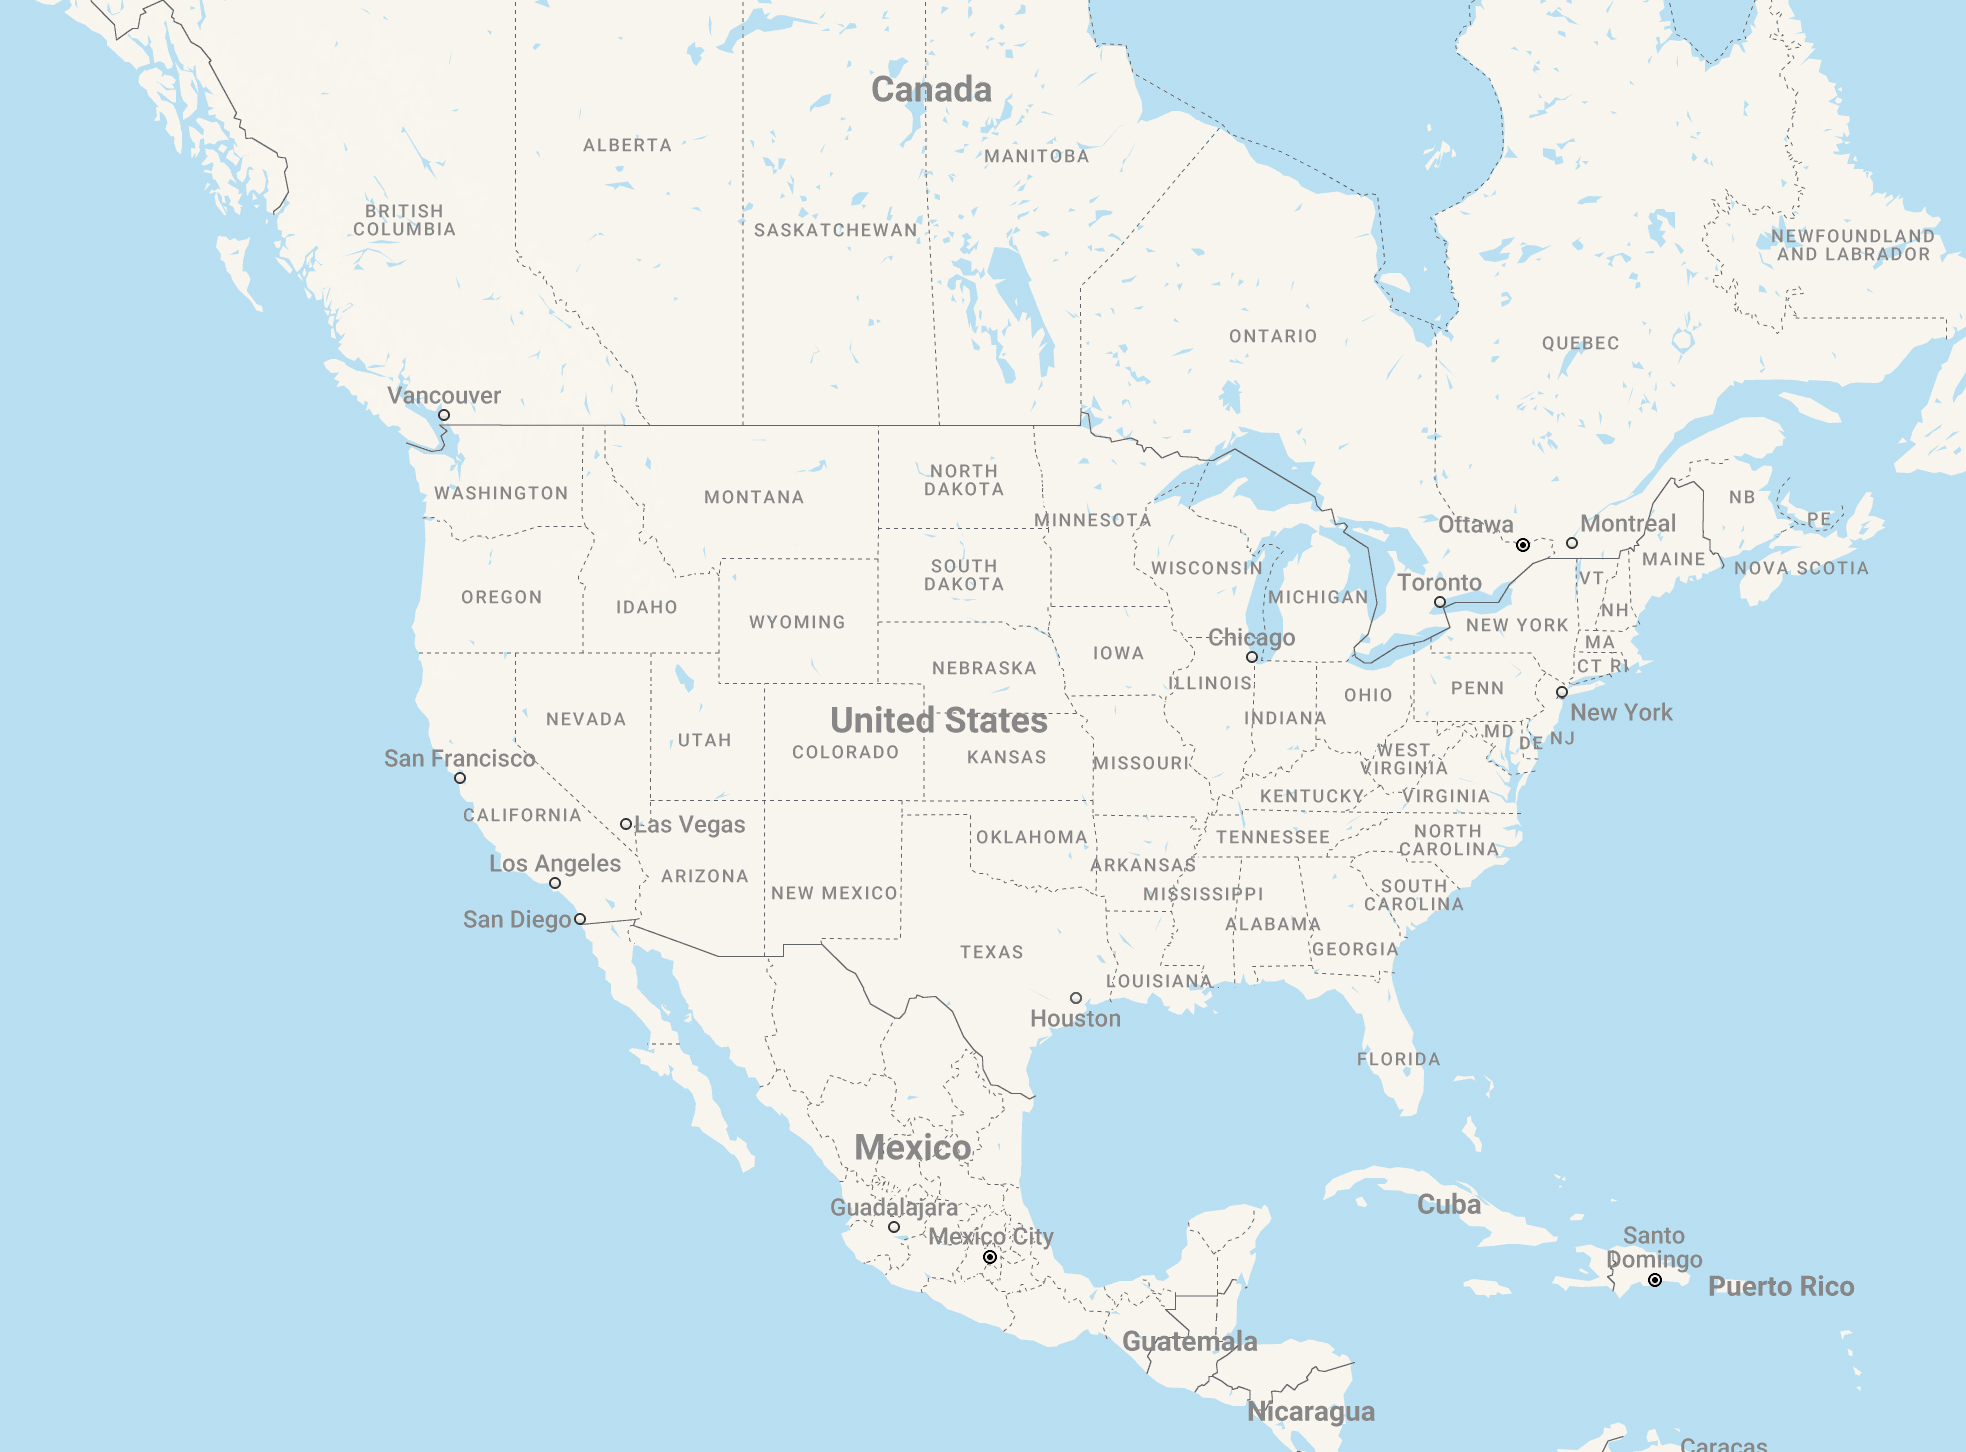 Canada
ALBERTA
MANITOBA
BRITISH
COLUMBIA
SASKATCHEWAN
NEWFOUNDLAND
AND LABRADOR
ONTARIO
QUEBEC
Vancouver
WASHINGTON
MONTANA
NORTH
DAKOTA
MINNESOTA
NB
PE
Ottawa
Montreal
MAINE
NOVA SCOTIA
OREGON
IDAHO
SOUTH
DAKOTA
WISCONSIN
MICHIGAN
Toronto
VT
NH
WYOMING
NEW YORK
MA
CT
RI
Chicago
IOWA
NEBRASKA
ILLINOIS
OHIO
PENN
New York
NEVADA
UTAH
United States
COLORADO
KANSAS
MISSOURI
INDIANA
WEST
VIRGINIA
MD
DE
NJ
San Francisco
CALIFORNIA
Las Vegas
KENTUCKY
VIRGINIA
Los Angeles
ARIZONA
NEW MEXICO
OKLAHOMA
ARKANSAS
TENNESSEE
NORTH
CAROLINA
San Diego
MISSISSIPPI
ALABAMA
SOUTH
CAROLINA
GEORGIA
TEXAS
LOUISIANA
Houston
FLORIDA
Mexico
Guadalajara
Mexico City
Cuba
Santo
Domingo
Puerto Rico
Guatemala
Nicaragua
Caracas